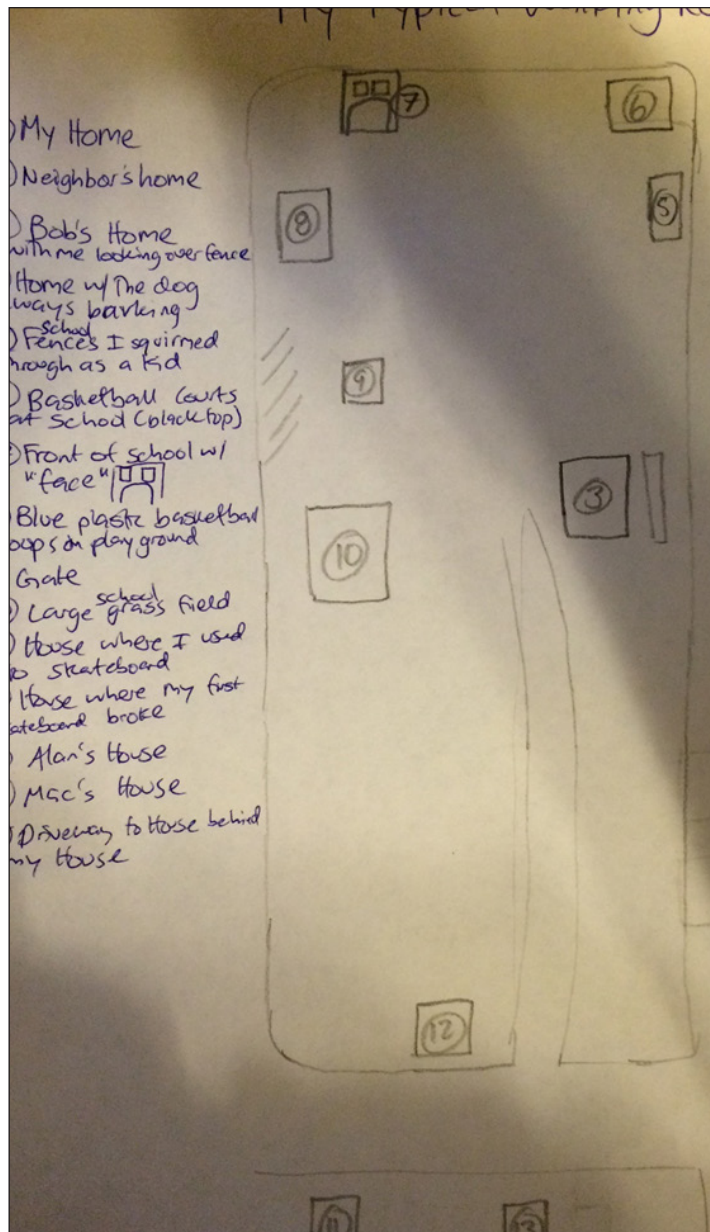 My Typical
) My Home
) Neighbor's home
) Bob's Home
with me looking over fence
Home w/ The dog
ways barking
school
) Fences I squirmed
hrough as a kid
) Basketball Courts
at School (blacktop)
) Front of school w/
"face"
Blue plastic basketball
oops on playground
Gate
school
) Large grass field
) House where I used
to skateboard
House where my first
ateboard broke
) Alan's House
) Mac's House
) Driveway to House behind
my House
7
6
8
5
9
3
10
12
11
13